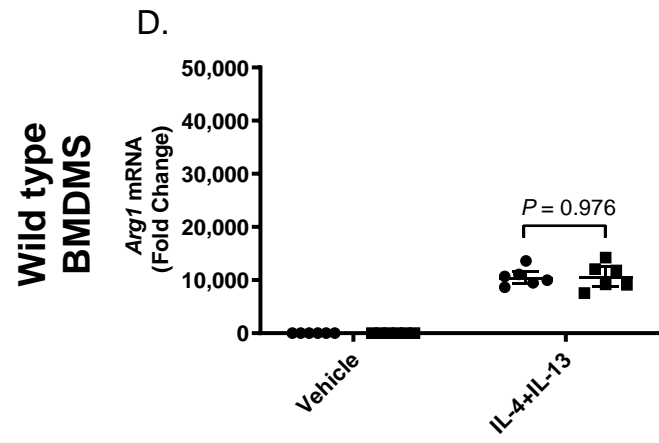 D.
Wild type
BMDMS
Arg1 mRNA
(Fold Change)
50,000
40,000
30,000
20,000
10,000
0
P = 0.976
Vehicle
IL-4+IL-13